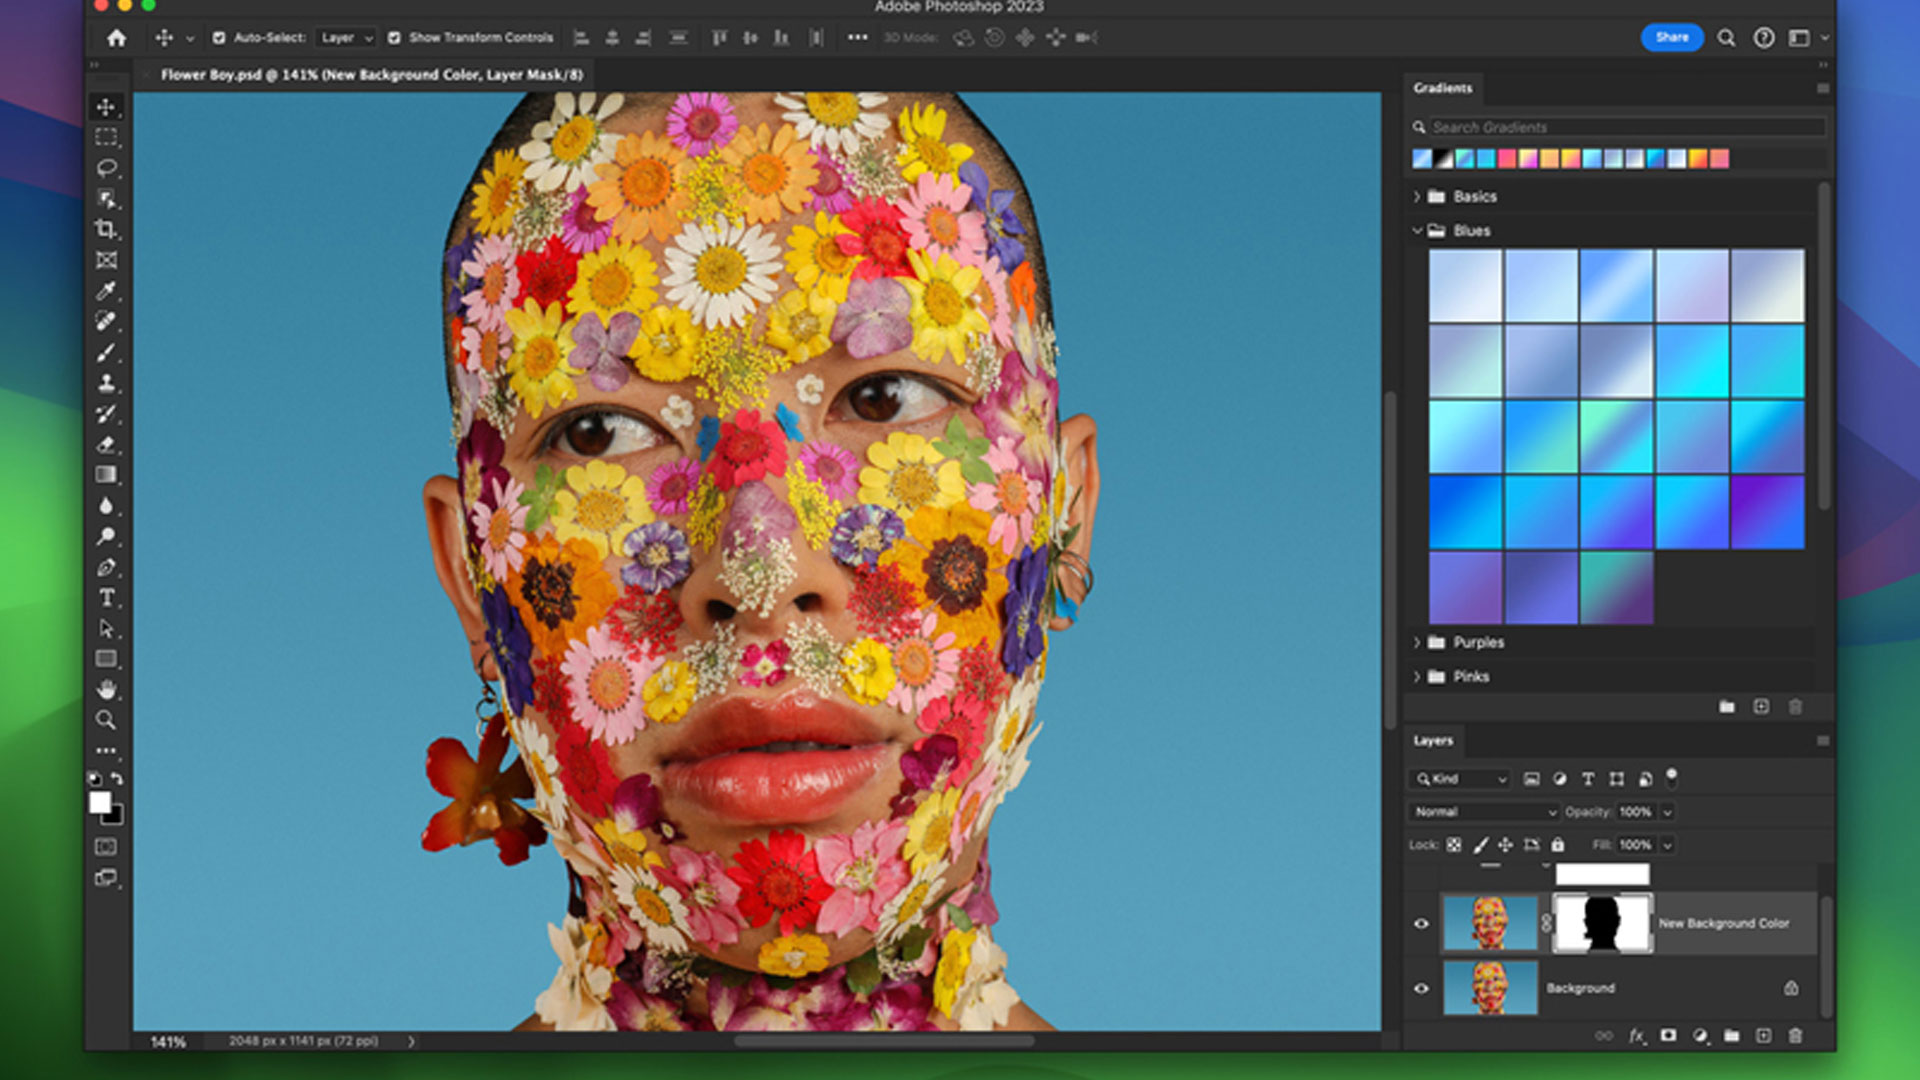 Adobe Photoshop 2023
Auto-Select: Layer Show Transform Controls 3D Mode: Share
Flower Boy.psd @ 141% (New Background Color, Layer Mask/8)
Gradients
Search Gradients
Basics
Blues
Purples
Pinks
Layers
Kind
Normal Opacity: 100%
Lock: Fill: 100%
New Background Color
Background
fx
141% 2048 px x 1141 px (72 ppi)